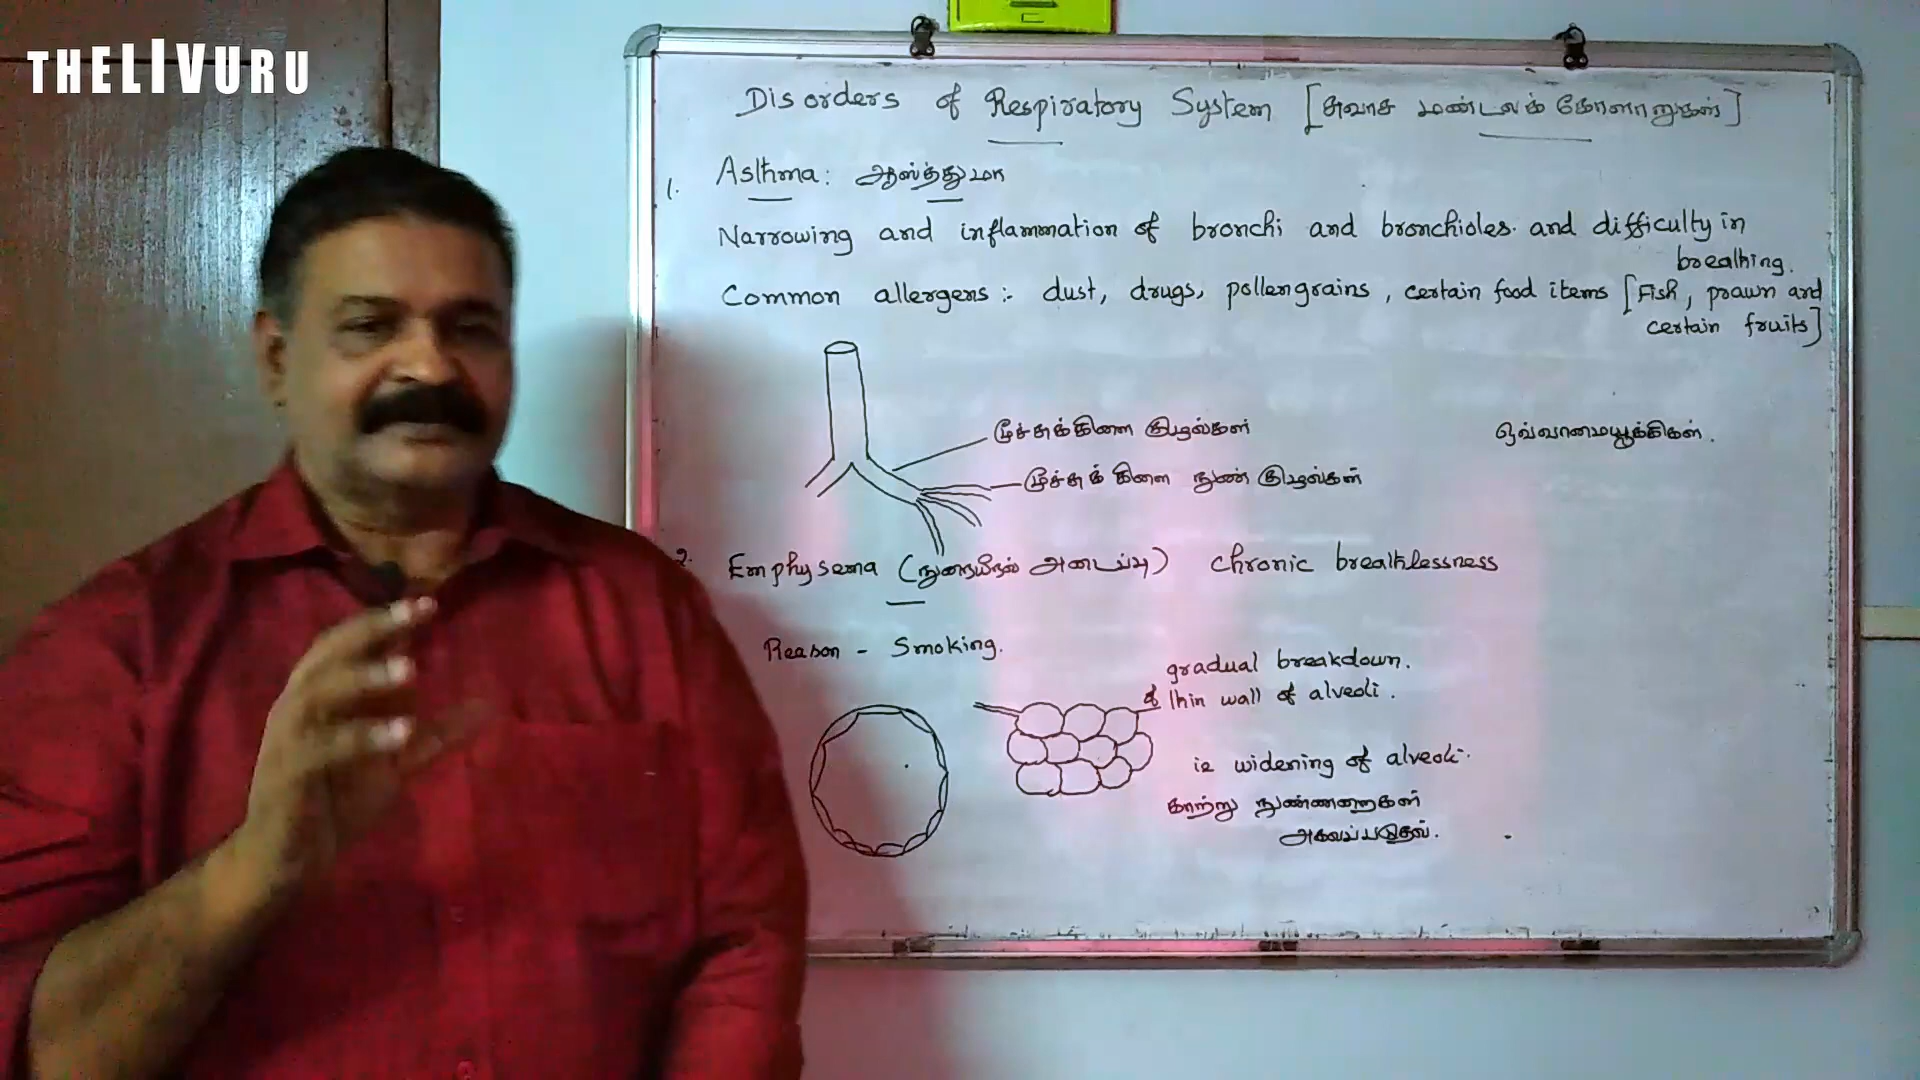 THELIVURU
Disorders of Respiratory System [சுவாச மண்டலக் கோளாறுகள்]
1. Asthma: ஆஸ்த்துமா
Narrowing and inflammation of bronchi and bronchioles. and difficulty in
breathing.
Common allergens :- dust, drugs, pollengrains, certain food items [Fish, prawn and
certain fruits]
மூச்சுக்கிளை குழல்கள்
ஒவ்வாமையூக்கிகள்.
மூச்சுக் கிளை நுண் குழல்கள்
2. Emphysema (நுரையீரல் அடைப்பு) Chronic breathlessness
Reason - Smoking.
gradual breakdown.
of thin wall of alveoli.
ie widening of alveoli.
காற்று நுண்ணறைகள்
அகலப்படுதல்.